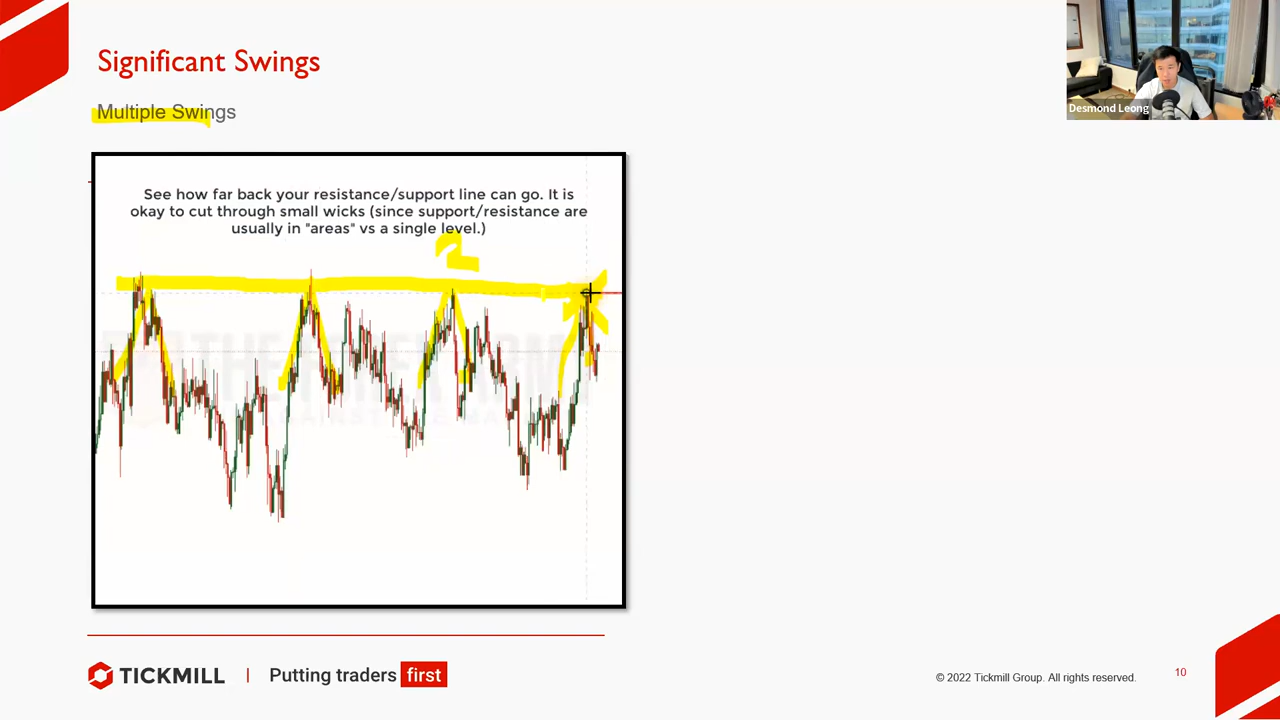 Significant Swings
Multiple Swings
Desmond Leong
See how far back your resistance/support line can go. It is
okay to cut through small wicks (since support/resistance are
usually in "areas" vs a single level.)
2
TICKMILL | Putting traders first
© 2022 Tickmill Group. All rights reserved.
10